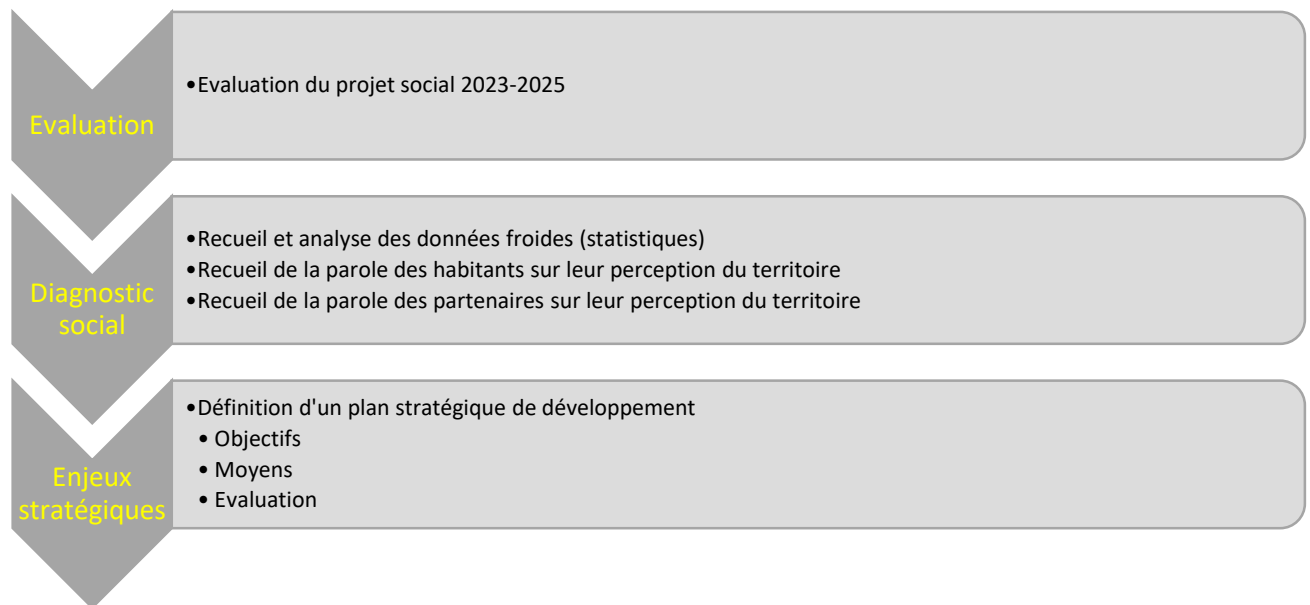 Evaluation
•Evaluation du projet social 2023-2025
Diagnostic
social
•Recueil et analyse des données froides (statistiques)
•Recueil de la parole des habitants sur leur perception du territoire
•Recueil de la parole des partenaires sur leur perception du territoire
Enjeux
stratégiques
•Définition d'un plan stratégique de développement
• Objectifs
• Moyens
• Evaluation